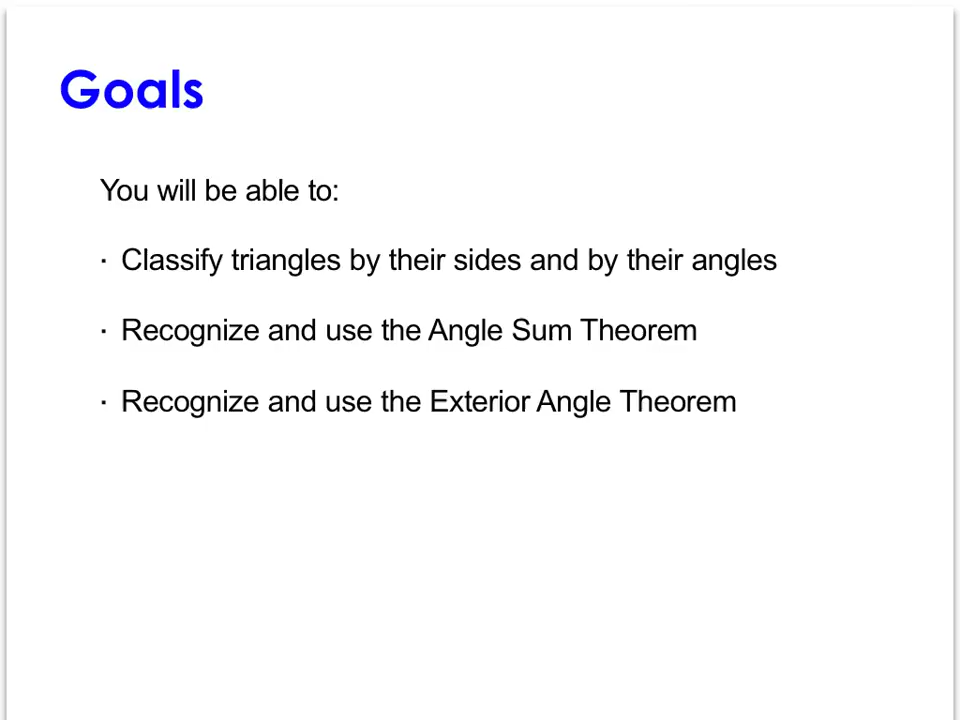 Goals
You will be able to:
· Classify triangles by their sides and by their angles
· Recognize and use the Angle Sum Theorem
· Recognize and use the Exterior Angle Theorem